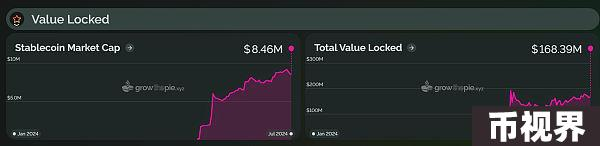 Value Locked
Stablecoin Market Cap
$8.46M
$10M
growthepie.xyz
$5.0M
Jan 2024
Jul 2024
Total Value Locked
$168.39M
$300M
growthepie.xyz
$200M
$100M
Jan 2024
币视界